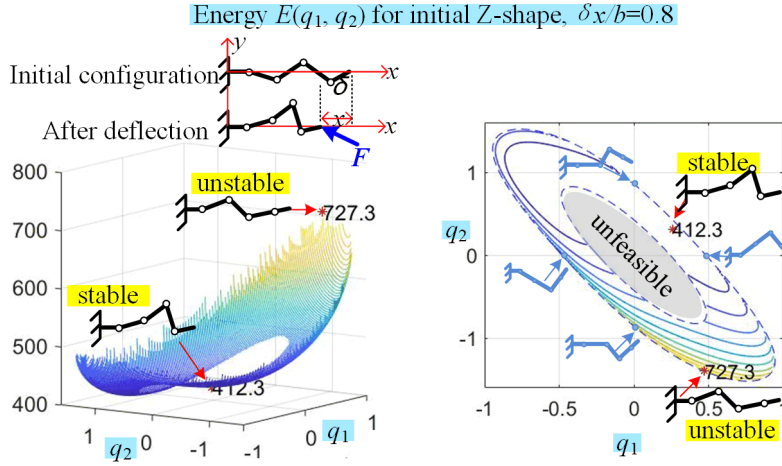 Energy E(q1, q2) for initial Z-shape, δx/b=0.8
y
Initial configuration
x
O
After deflection
x
x
F
800
700
600
500
400
unstable
727.3
stable
412.3
1
0
-1
q2
-1
0
1
q1
1
0
-1
q2
-1
-0.5
0
0.5
q1
stable
412.3
unfeasible
727.3
unstable